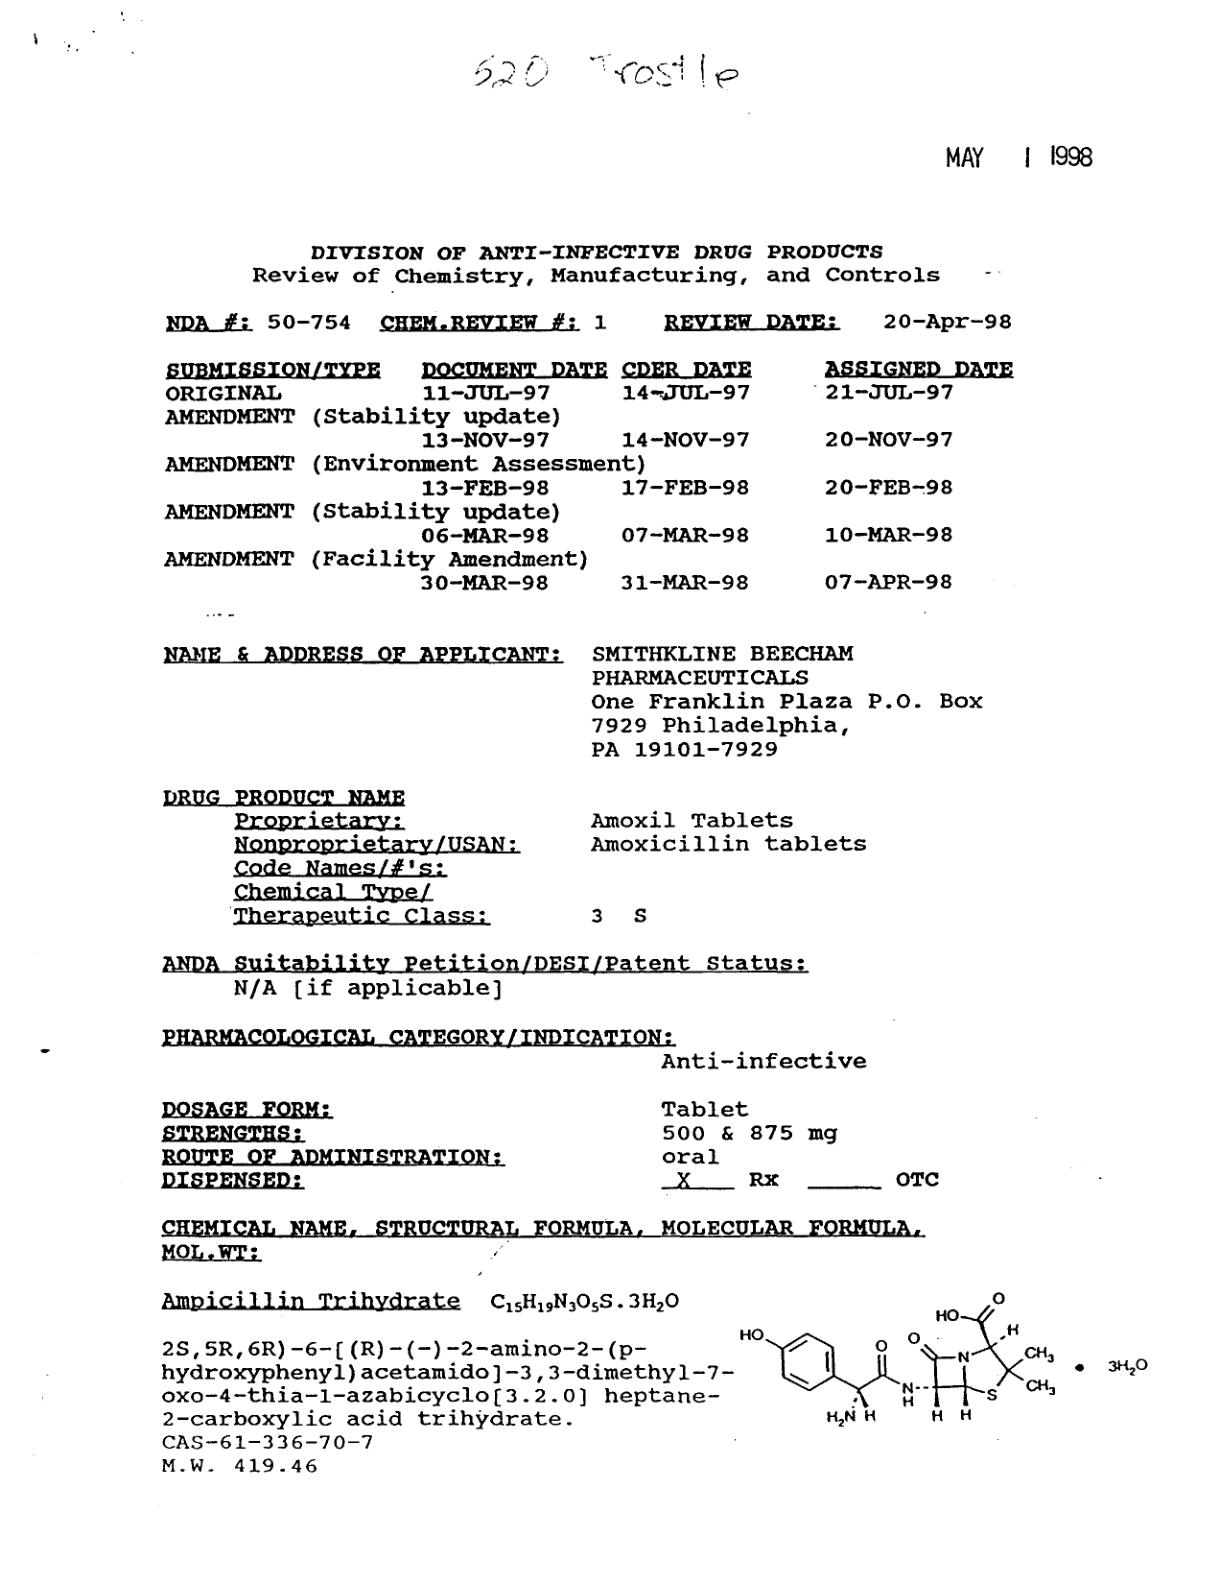 520 Trostle
MAY 1 1998
DIVISION OF ANTI-INFECTIVE DRUG PRODUCTS
Review of Chemistry, Manufacturing, and Controls
NDA #: 50-754 CHEM.REVIEW #: 1 REVIEW DATE: 20-Apr-98
SUBMISSION/TYPE DOCUMENT DATE CDER DATE ASSIGNED DATE
ORIGINAL 11-JUL-97 14-JUL-97 21-JUL-97
AMENDMENT (Stability update)
13-NOV-97 14-NOV-97 20-NOV-97
AMENDMENT (Environment Assessment)
13-FEB-98 17-FEB-98 20-FEB-98
AMENDMENT (Stability update)
06-MAR-98 07-MAR-98 10-MAR-98
AMENDMENT (Facility Amendment)
30-MAR-98 31-MAR-98 07-APR-98
NAME & ADDRESS OF APPLICANT: SMITHKLINE BEECHAM
PHARMACEUTICALS
One Franklin Plaza P.O. Box
7929 Philadelphia,
PA 19101-7929
DRUG PRODUCT NAME
Proprietary: Amoxil Tablets
Nonproprietary/USAN: Amoxicillin tablets
Code Names/#'s:
Chemical Type/
Therapeutic Class: 3 S
ANDA Suitability Petition/DESI/Patent Status:
N/A [if applicable]
PHARMACOLOGICAL CATEGORY/INDICATION:
Anti-infective
DOSAGE FORM: Tablet
STRENGTHS: 500 & 875 mg
ROUTE OF ADMINISTRATION: oral
DISPENSED: X Rx ______ OTC
CHEMICAL NAME, STRUCTURAL FORMULA, MOLECULAR FORMULA,
MOL.WT:
Ampicillin Trihydrate C₁₅H₁₉N₃O₅S.3H₂O
2S,5R,6R)-6-[(R)-(-)-2-amino-2-(p-
hydroxyphenyl)acetamido]-3,3-dimethyl-7-
oxo-4-thia-1-azabicyclo[3.2.0] heptane-
2-carboxylic acid trihydrate.
CAS-61-336-70-7
M.W. 419.46
O
HO
H
HO O O
N CH₃ • 3H₂O
N S CH₃
H
H₂N H H H